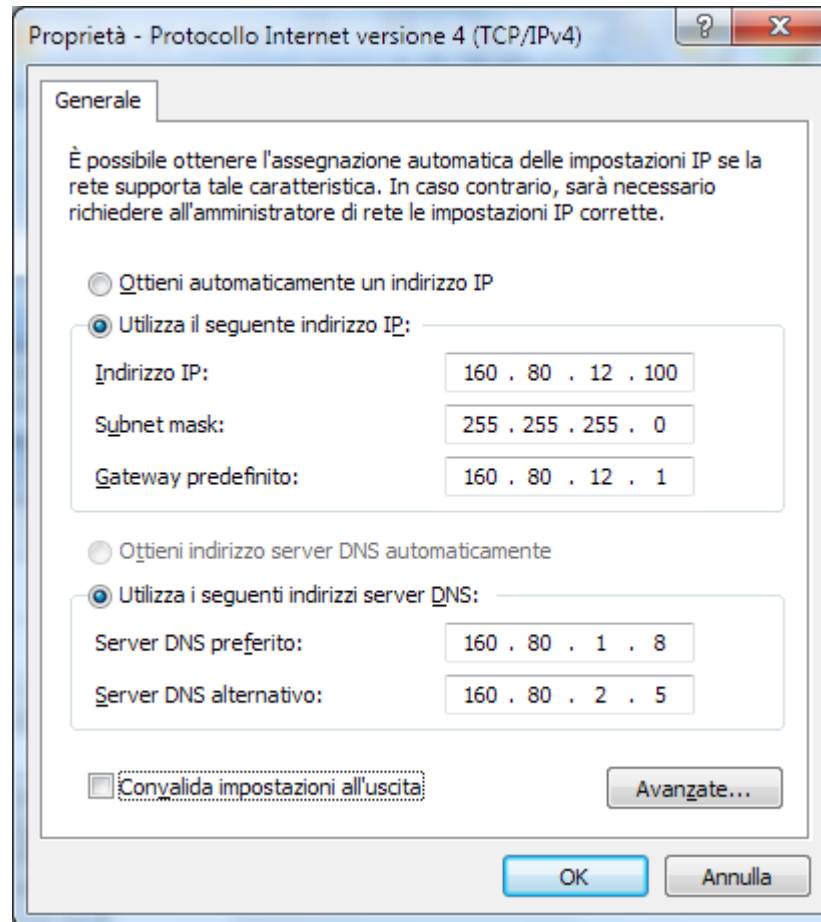 Proprietà - Protocollo Internet versione 4 (TCP/IPv4)
Generale
È possibile ottenere l'assegnazione automatica delle impostazioni IP se la
rete supporta tale caratteristica. In caso contrario, sarà necessario
richiedere all'amministratore di rete le impostazioni IP corrette.
Ottieni automaticamente un indirizzo IP
Utilizza il seguente indirizzo IP:
Indirizzo IP: 160 . 80 . 12 . 100
Subnet mask: 255 . 255 . 255 . 0
Gateway predefinito: 160 . 80 . 12 . 1
Ottieni indirizzo server DNS automaticamente
Utilizza i seguenti indirizzi server DNS:
Server DNS preferito: 160 . 80 . 1 . 8
Server DNS alternativo: 160 . 80 . 2 . 5
Convalida impostazioni all'uscita Avanzate...
OK Annulla